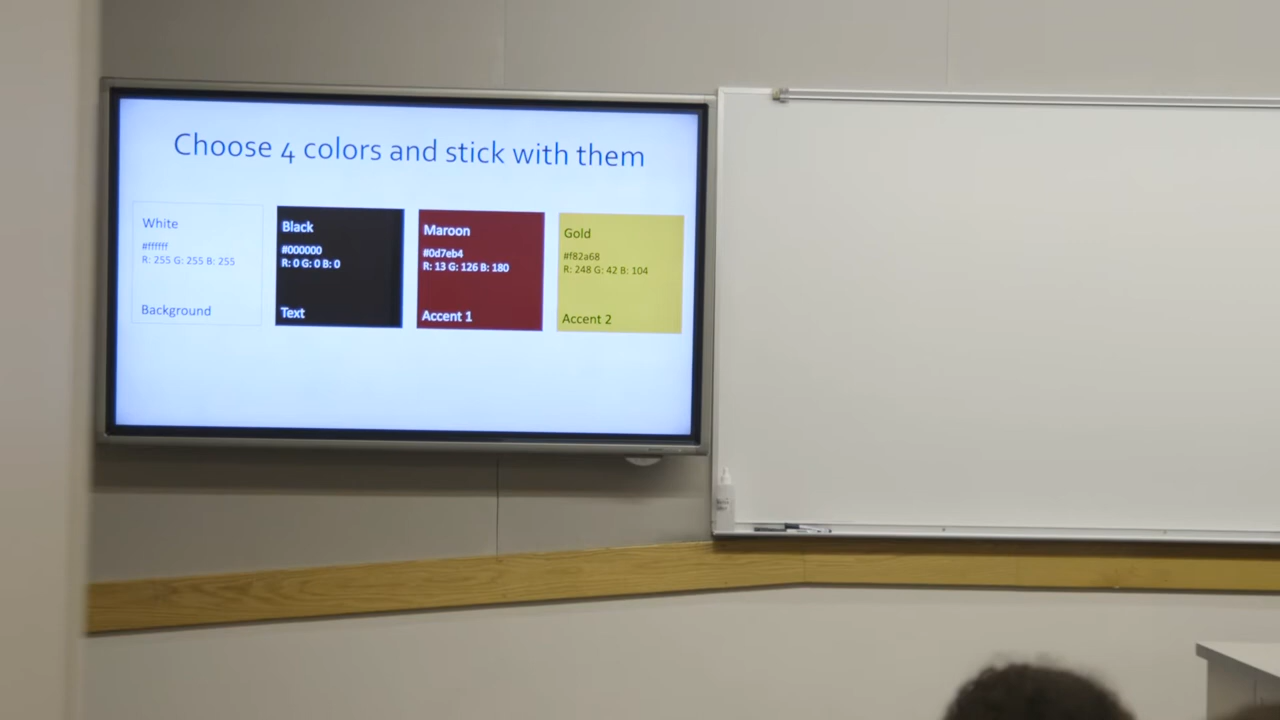 Choose 4 colors and stick with them
White
#ffffff
R: 255 G: 255 B: 255
Background
Black
#000000
R: 0 G: 0 B: 0
Text
Maroon
#0d7eb4
R: 13 G: 126 B: 180
Accent 1
Gold
#f82a68
R: 248 G: 42 B: 104
Accent 2